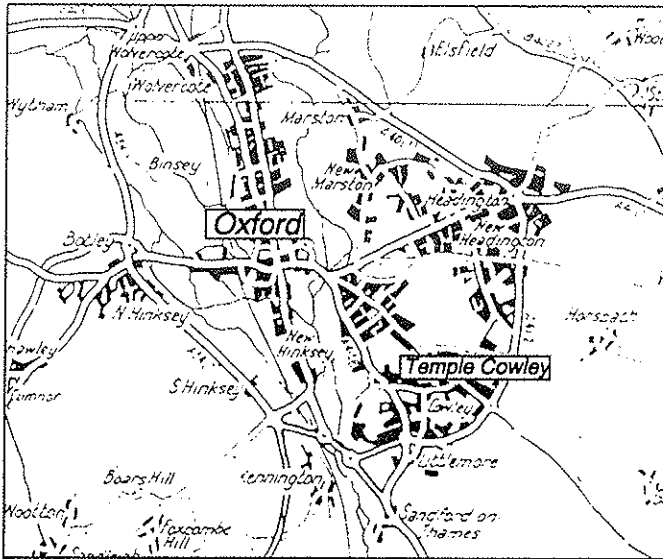 Upper
Wolvercote
Elsfield
Wolvercote
Wytham
Marston
Binsey
New
Marston
Headington
Oxford
New
Headington
Botley
N. Hinksey
New
Hinksey
Horspath
Temple Cowley
S. Hinksey
Cowley
Cumnor
Littlemore
Boars Hill
Kennington
Wootton
Foxcombe
Hill
Sandford on
Thames